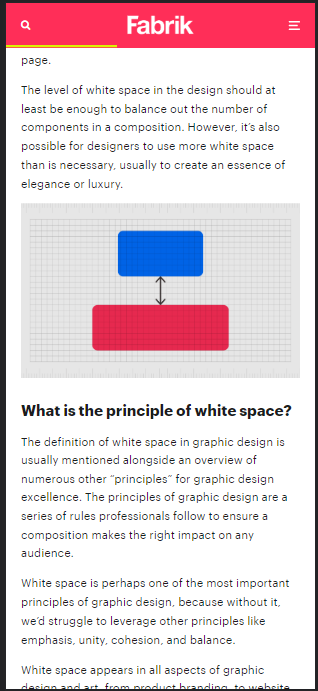 Fabrik
page.
The level of white space in the design should at
least be enough to balance out the number of
components in a composition. However, it's also
possible for designers to use more white space
than is necessary, usually to create an essence of
elegance or luxury.
What is the principle of white space?
The definition of white space in graphic design is
usually mentioned alongside an overview of
numerous other "principles" for graphic design
excellence. The principles of graphic design are a
series of rules professionals follow to ensure a
composition makes the right impact on any
audience.
White space is perhaps one of the most important
principles of graphic design, because without it,
we'd struggle to leverage other principles like
emphasis, unity, cohesion, and balance.
White space appears in all aspects of graphic
design and art, from product branding, to website